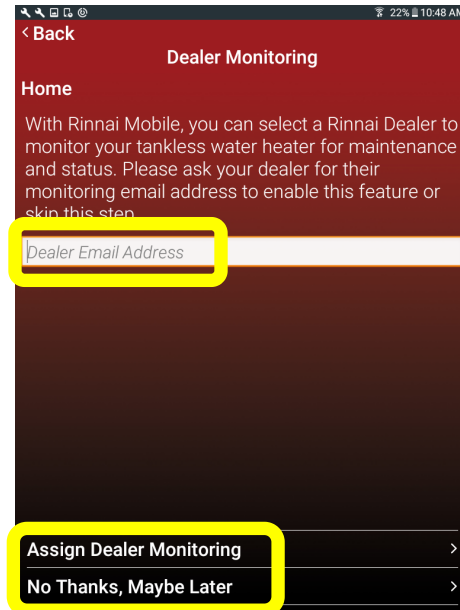 22% 10:48 AM
< Back
Dealer Monitoring
Home
With Rinnai Mobile, you can select a Rinnai Dealer to
monitor your tankless water heater for maintenance
and status. Please ask your dealer for their
monitoring email address to enable this feature or
skip this step
Dealer Email Address
Assign Dealer Monitoring >
No Thanks, Maybe Later >